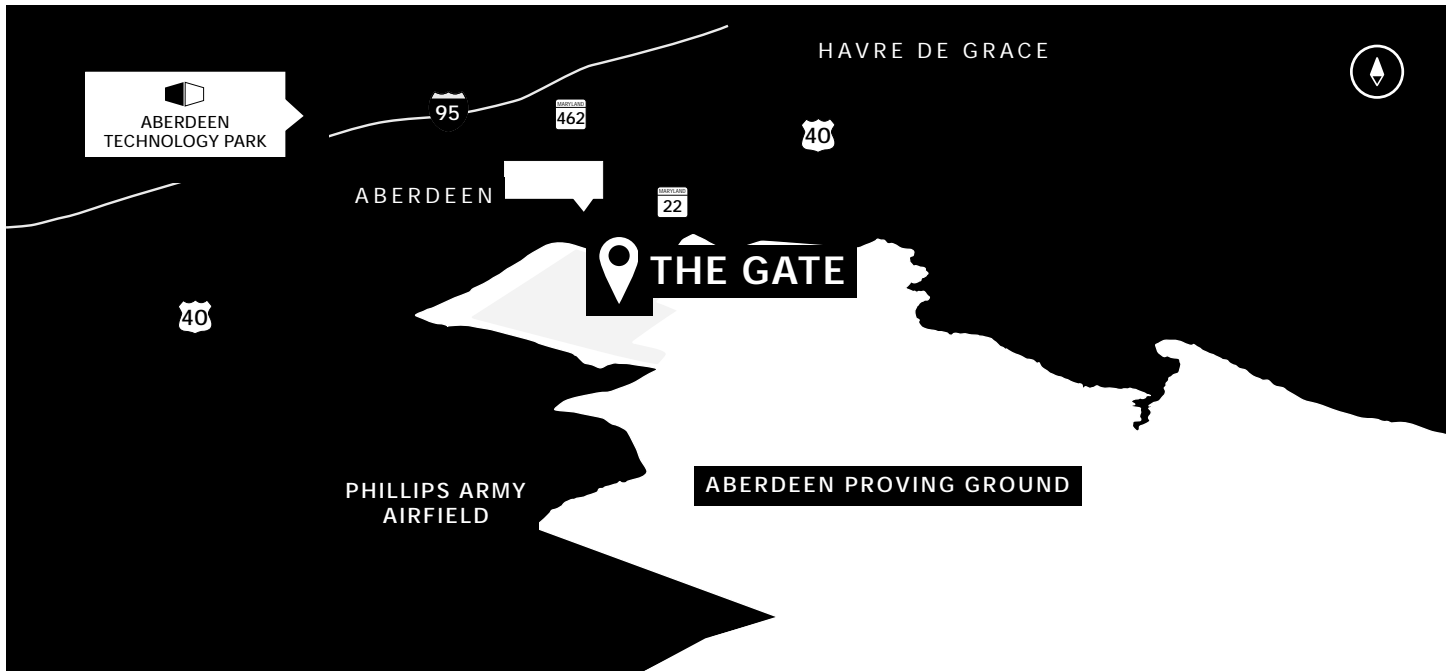 HAVRE DE GRACE
ABERDEEN
TECHNOLOGY PARK
95
MARYLAND
462
40
ABERDEEN
MARYLAND
22
THE GATE
40
PHILLIPS ARMY
AIRFIELD
ABERDEEN PROVING GROUND